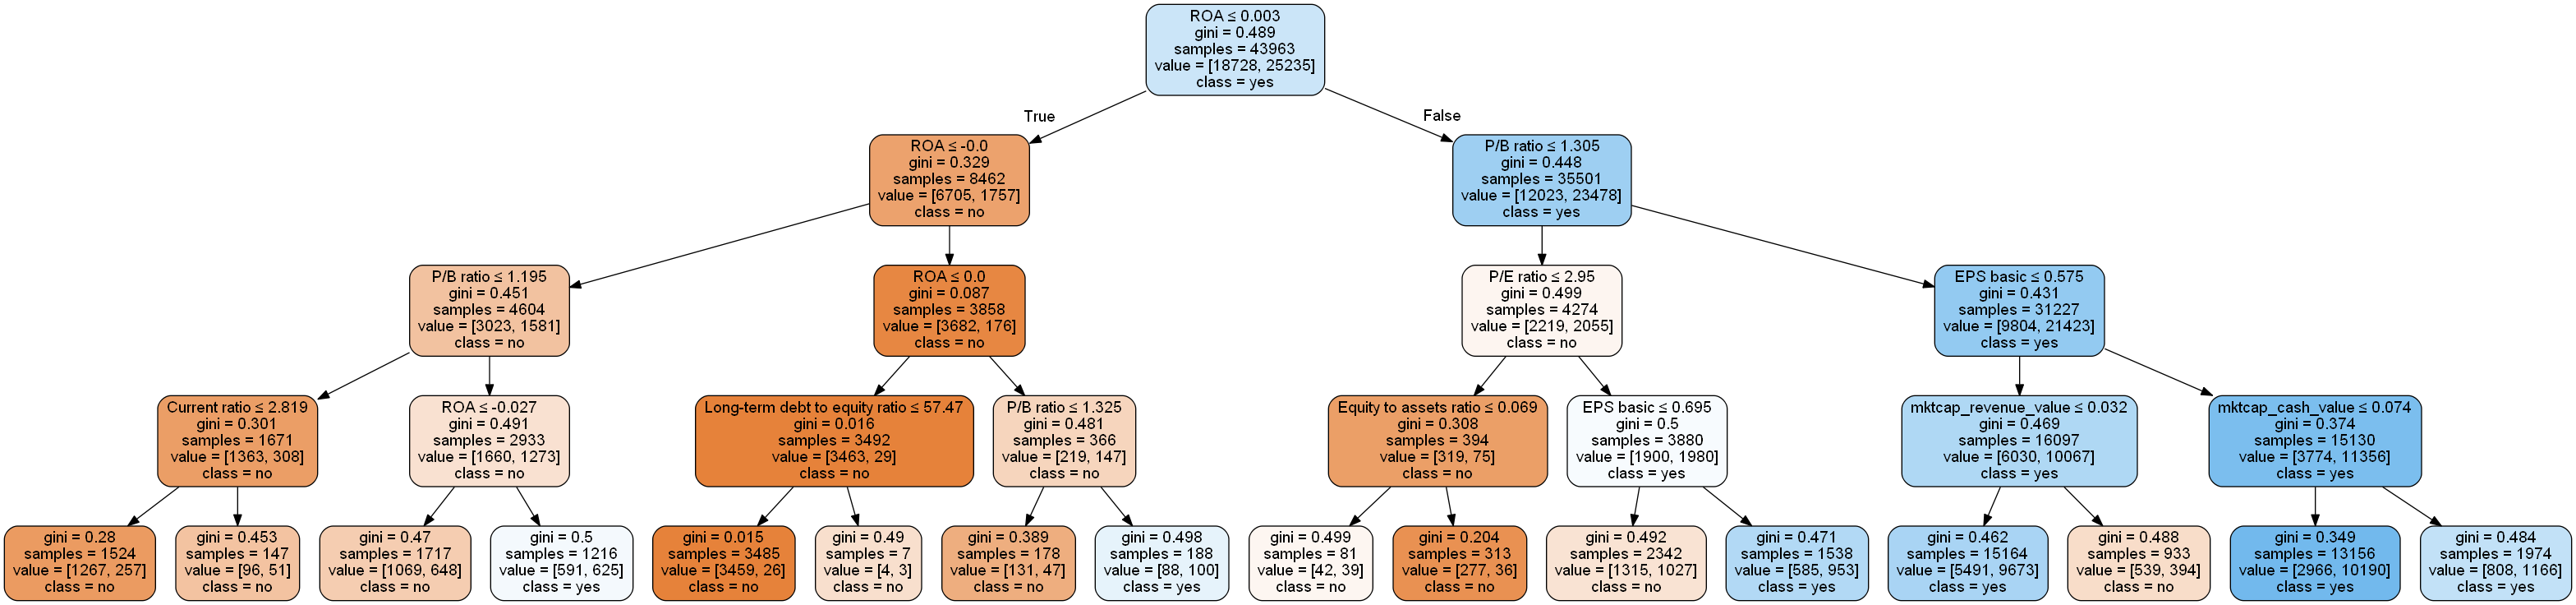 ROA ≤ 0.003
gini = 0.489
samples = 43963
value = [18728, 25235]
class = yes
True
False
ROA ≤ -0.0
gini = 0.329
samples = 8462
value = [6705, 1757]
class = no
P/B ratio ≤ 1.305
gini = 0.448
samples = 35501
value = [12023, 23478]
class = yes
P/B ratio ≤ 1.195
gini = 0.451
samples = 4604
value = [3023, 1581]
class = no
ROA ≤ 0.0
gini = 0.087
samples = 3858
value = [3682, 176]
class = no
P/E ratio ≤ 2.95
gini = 0.499
samples = 4274
value = [2219, 2055]
class = no
EPS basic ≤ 0.575
gini = 0.431
samples = 31227
value = [9804, 21423]
class = yes
Current ratio ≤ 2.819
gini = 0.301
samples = 1671
value = [1363, 308]
class = no
ROA ≤ -0.027
gini = 0.491
samples = 2933
value = [1660, 1273]
class = no
Long-term debt to equity ratio ≤ 57.47
gini = 0.016
samples = 3492
value = [3463, 29]
class = no
P/B ratio ≤ 1.325
gini = 0.481
samples = 366
value = [219, 147]
class = no
Equity to assets ratio ≤ 0.069
gini = 0.308
samples = 394
value = [319, 75]
class = no
EPS basic ≤ 0.695
gini = 0.5
samples = 3880
value = [1900, 1980]
class = yes
mktcap_revenue_value ≤ 0.032
gini = 0.469
samples = 16097
value = [6030, 10067]
class = yes
mktcap_cash_value ≤ 0.074
gini = 0.374
samples = 15130
value = [3774, 11356]
class = yes
gini = 0.28
samples = 1524
value = [1267, 257]
class = no
gini = 0.453
samples = 147
value = [96, 51]
class = no
gini = 0.47
samples = 1717
value = [1069, 648]
class = no
gini = 0.5
samples = 1216
value = [591, 625]
class = yes
gini = 0.015
samples = 3485
value = [3459, 26]
class = no
gini = 0.49
samples = 7
value = [4, 3]
class = no
gini = 0.389
samples = 178
value = [131, 47]
class = no
gini = 0.498
samples = 188
value = [88, 100]
class = yes
gini = 0.499
samples = 81
value = [42, 39]
class = no
gini = 0.204
samples = 313
value = [277, 36]
class = no
gini = 0.492
samples = 2342
value = [1315, 1027]
class = no
gini = 0.471
samples = 1538
value = [585, 953]
class = yes
gini = 0.462
samples = 15164
value = [5491, 9673]
class = yes
gini = 0.488
samples = 933
value = [539, 394]
class = no
gini = 0.349
samples = 13156
value = [2966, 10190]
class = yes
gini = 0.484
samples = 1974
value = [808, 1166]
class = yes